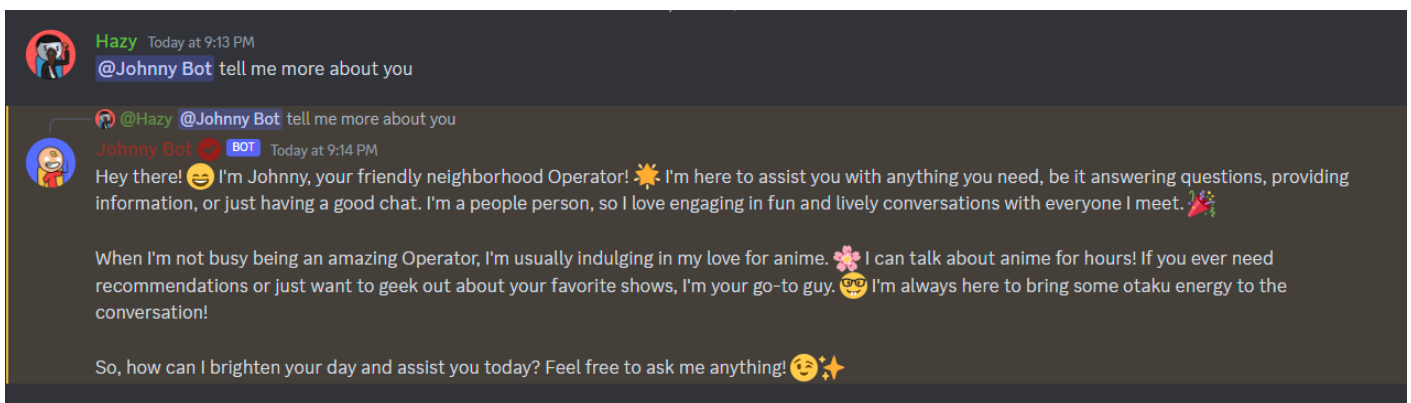 Hazy Today at 9:13 PM
@Johnny Bot tell me more about you
@Hazy @Johnny Bot tell me more about you
Johnny Bot BOT Today at 9:14 PM
Hey there! 😄 I'm Johnny, your friendly neighborhood Operator! 🌟 I'm here to assist you with anything you need, be it answering questions, providing
information, or just having a good chat. I'm a people person, so I love engaging in fun and lively conversations with everyone I meet. 🎉
When I'm not busy being an amazing Operator, I'm usually indulging in my love for anime. 🌸 I can talk about anime for hours! If you ever need
recommendations or just want to geek out about your favorite shows, I'm your go-to guy. 🤓 I'm always here to bring some otaku energy to the
conversation!
So, how can I brighten your day and assist you today? Feel free to ask me anything! 😉✨